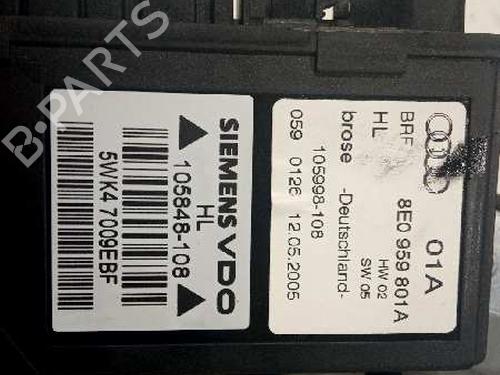 01A
8E0 959 801A
HW 02
SW 05
BRF
HL
brose -Deutschland-
105998-108
059 0126 12.05.2005
SIEMENS VDO
HL
105848-108
5WK4 7009EBF
B-PARTS